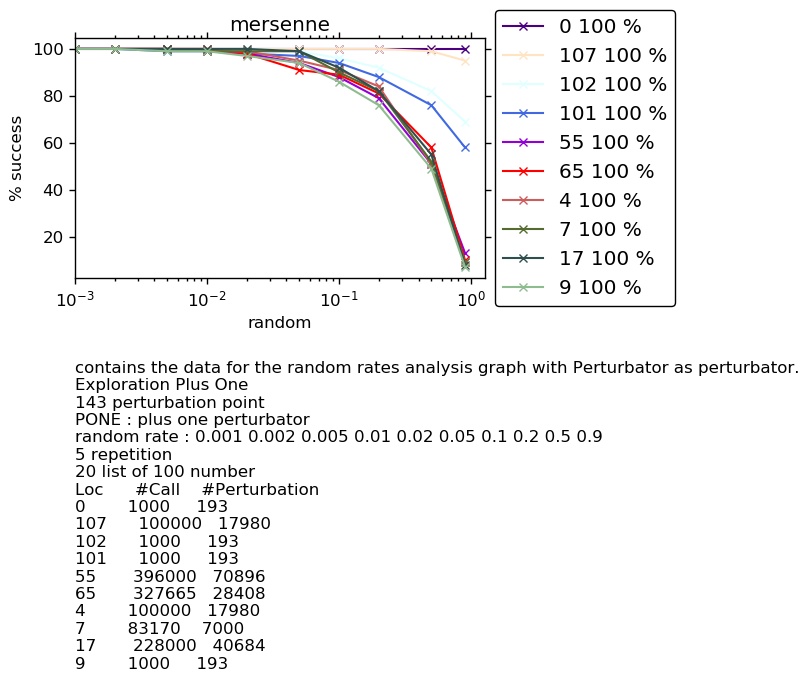 mersenne
100
80
60
40
20
% success
10^-3
10^-2
10^-1
10^0
random
0 100 %
107 100 %
102 100 %
101 100 %
55 100 %
65 100 %
4 100 %
7 100 %
17 100 %
9 100 %
contains the data for the random rates analysis graph with Perturbator as perturbator.
Exploration Plus One
143 perturbation point
PONE : plus one perturbator
random rate : 0.001 0.002 0.005 0.01 0.02 0.05 0.1 0.2 0.5 0.9
5 repetition
20 list of 100 number
Loc #Call #Perturbation
0 1000 193
107 100000 17980
102 1000 193
101 1000 193
55 396000 70896
65 327665 28408
4 100000 17980
7 83170 7000
17 228000 40684
9 1000 193